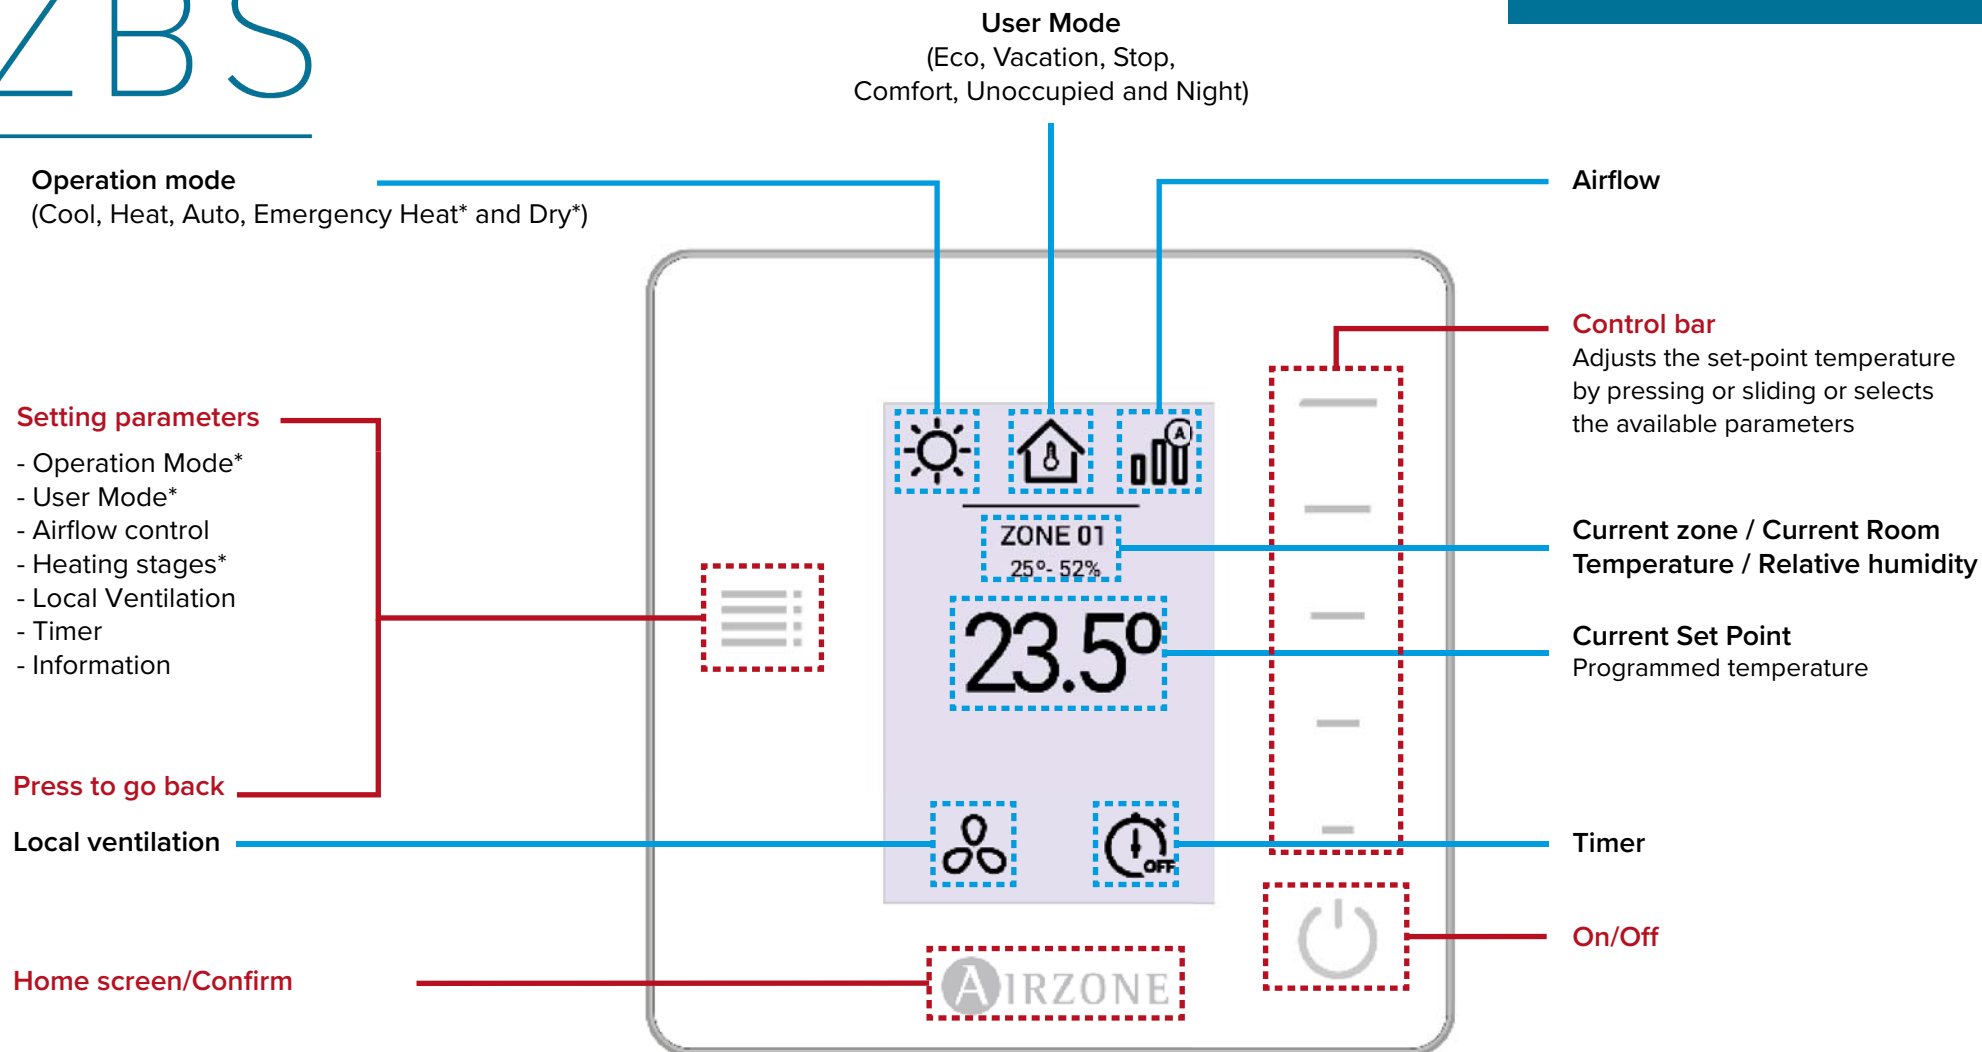 ZBS
User Mode
(Eco, Vacation, Stop,
Comfort, Unoccupied and Night)
Operation mode
(Cool, Heat, Auto, Emergency Heat* and Dry*)
Airflow
Control bar
Adjusts the set-point temperature
by pressing or sliding or selects
the available parameters
Setting parameters
- Operation Mode*
- User Mode*
- Airflow control
- Heating stages*
- Local Ventilation
- Timer
- Information
A
ZONE 01
25º- 52%
23.5º
Current zone / Current Room
Temperature / Relative humidity
Current Set Point
Programmed temperature
Press to go back
Local ventilation
OFF
Timer
On/Off
Home screen/Confirm
AIRZONE